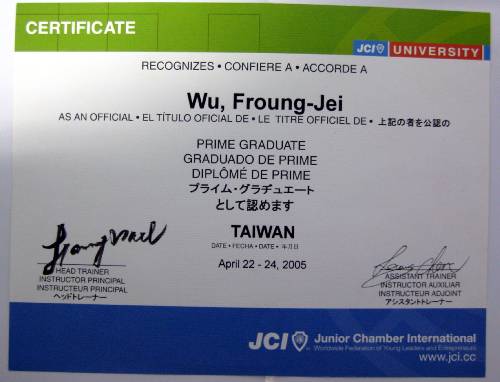 CERTIFICATE
JCI UNIVERSITY
RECOGNIZES • CONFIERE A • ACCORDE A
Wu, Froung-Jei
AS AN OFFICIAL • EL TÍTULO OFICIAL DE • LE TITRE OFFICIEL DE • 上記の者を公認の
PRIME GRADUATE
GRADUADO DE PRIME
DIPLÔMÉ DE PRIME
プライム・グラデュエート
として認めます
TAIWAN
DATE • FECHA • DATE • 年月日
April 22 - 24, 2005
HEAD TRAINER
INSTRUCTOR PRINCIPAL
INSTRUCTEUR PRINCIPAL
ヘッドトレーナー
ASSISTANT TRAINER
INSTRUCTOR AUXILIAR
INSTRUCTEUR ADJOINT
アシスタントトレーナー
JCI Junior Chamber International
Worldwide Federation of Young Leaders and Entrepreneurs
www.jci.cc